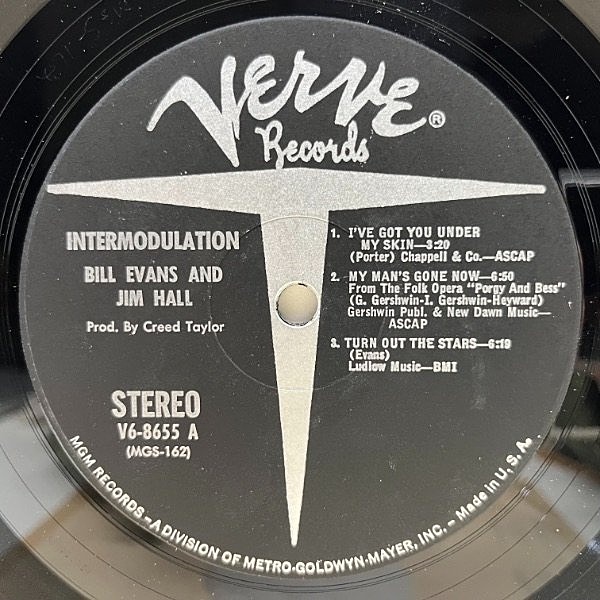 Verve ®
Records
INTERMODULATION
BILL EVANS AND
JIM HALL
Prod. By Creed Taylor
STEREO
V6-8655 A
(MGS-162)
1. I'VE GOT YOU UNDER
MY SKIN—3:20
(Porter) Chappell & Co.—ASCAP
2. MY MAN'S GONE NOW—6:50
From The Folk Opera "Porgy And Bess"
(G. Gershwin-I. Gershwin-Heyward)
Gershwin Publ. & New Dawn Music—
ASCAP
3. TURN OUT THE STARS—6:19
(Evans)
Ludlow Music—BMI
MGM RECORDS – A DIVISION OF METRO-GOLDWYN-MAYER, INC. – Made in U. S. A.